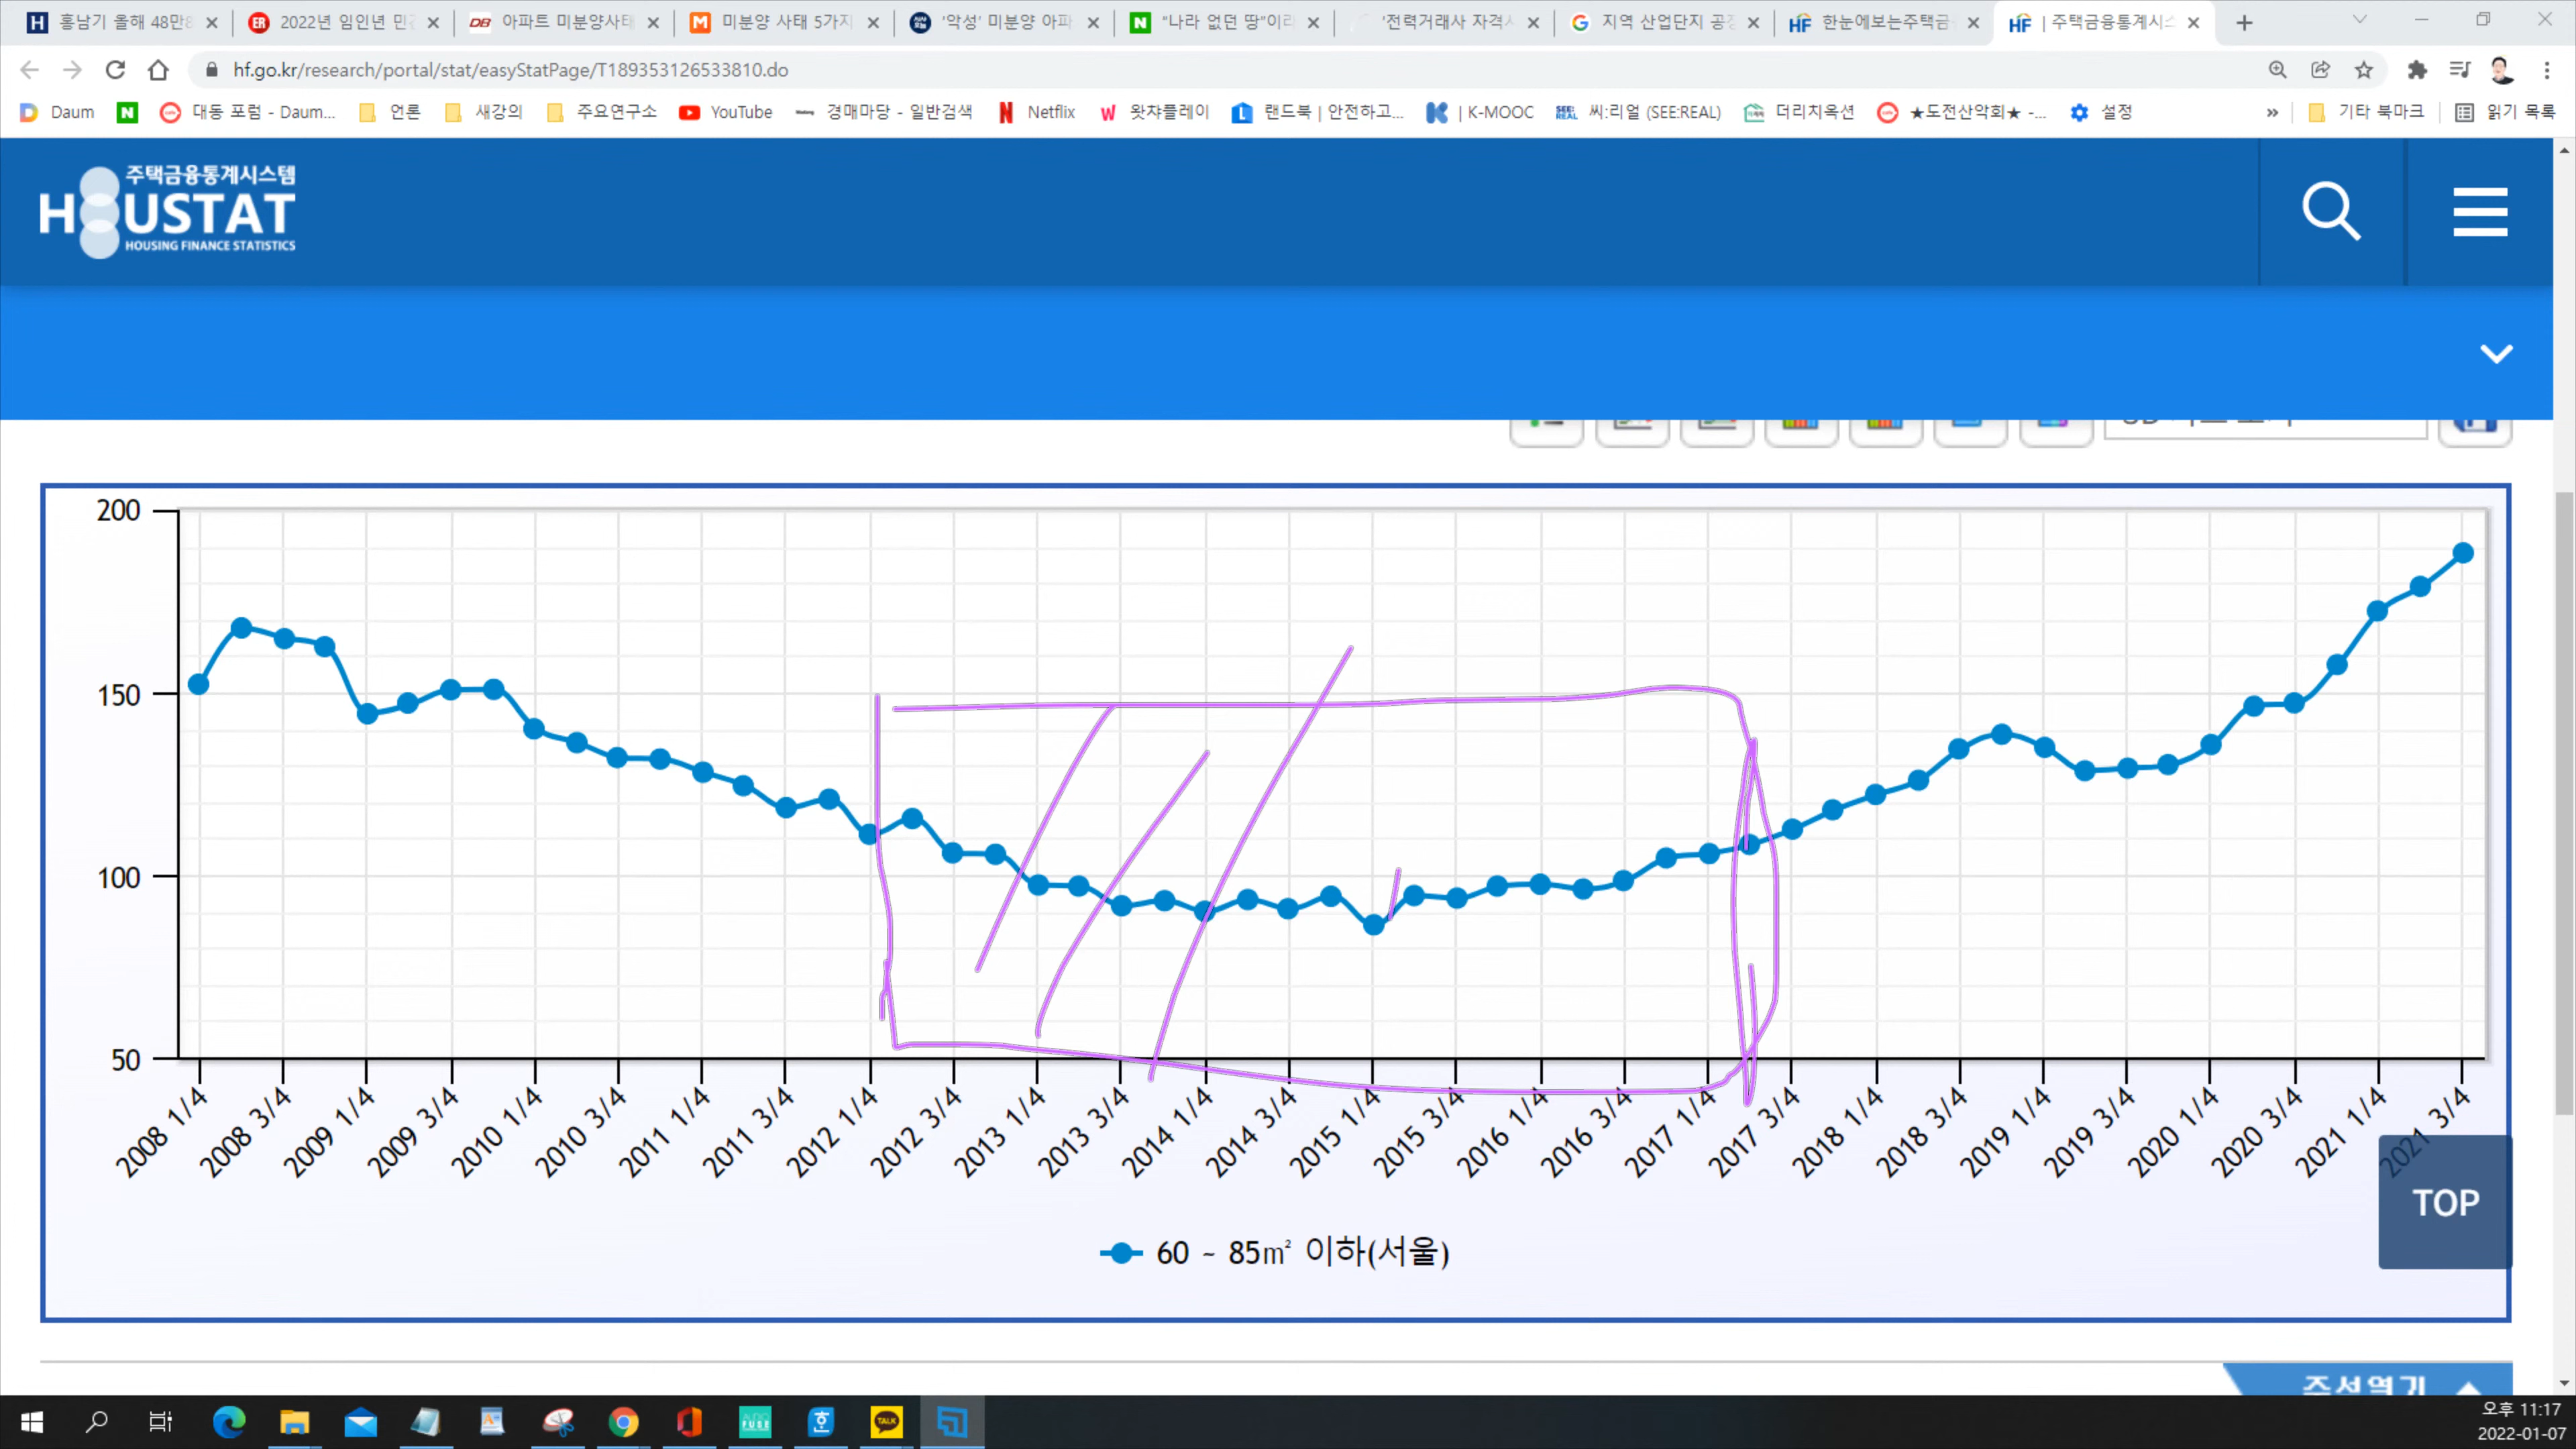 홍남기 올해 48만
2022년 임인년 민
아파트 미분양사태
미분양 사태 5가지
'악성' 미분양 아파
"나라 없던 땅"이라
'전력거래사 자격시
지역 산업단지 공장
한눈에보는주택금
| 주택금융통계시스
hf.go.kr/research/portal/stat/easyStatPage/T189353126533810.do
Daum
대동 포럼 - Daum...
언론
새강의
주요연구소
YouTube
경매마당 - 일반검색
Netflix
왓챠플레이
랜드북 | 안전하고...
| K-MOOC
씨:리얼 (SEE:REAL)
더리치옥션
★도전산악회★ -...
설정
»
기타 북마크
읽기 목록
주택금융통계시스템
HOUSTAT
HOUSING FINANCE STATISTICS
200
150
100
50
2008 1/4
2008 3/4
2009 1/4
2009 3/4
2010 1/4
2010 3/4
2011 1/4
2011 3/4
2012 1/4
2012 3/4
2013 1/4
2013 3/4
2014 1/4
2014 3/4
2015 1/4
2015 3/4
2016 1/4
2016 3/4
2017 1/4
2017 3/4
2018 1/4
2018 3/4
2019 1/4
2019 3/4
2020 1/4
2020 3/4
2021 1/4
2021 3/4
TOP
60 ~ 85㎡ 이하(서울)
오후 11:17
2022-01-07